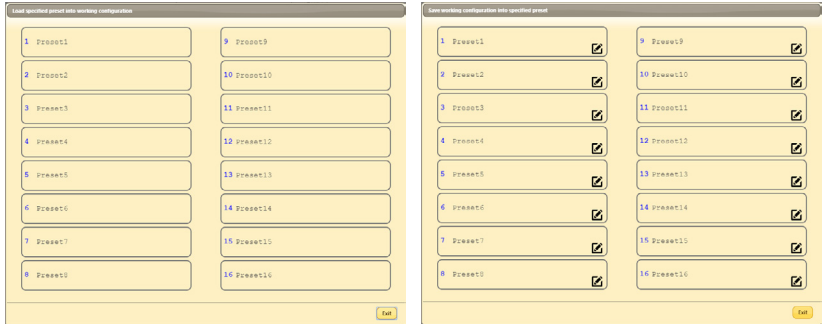 Load specified preset into working configuration
1 Preset1
2 Preset2
3 Preset3
4 Preset4
5 Preset5
6 Preset6
7 Preset7
8 Preset8
9 Preset9
10 Preset10
11 Preset11
12 Preset12
13 Preset13
14 Preset14
15 Preset15
16 Preset16
Exit
Save working configuration into specified preset
1 Preset1
2 Preset2
3 Preset3
4 Preset4
5 Preset5
6 Preset6
7 Preset7
8 Preset8
9 Preset9
10 Preset10
11 Preset11
12 Preset12
13 Preset13
14 Preset14
15 Preset15
16 Preset16
Exit